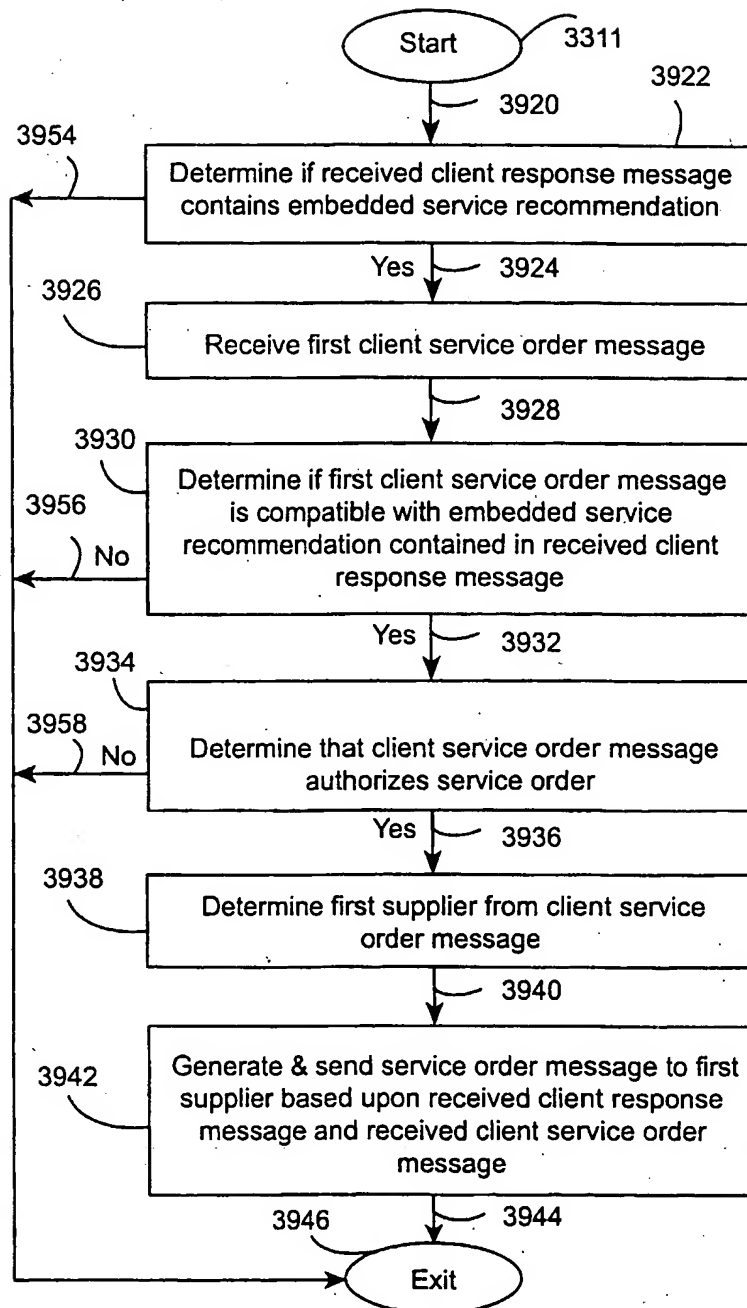 Start
3311
3920
3922
3954
Determine if received client response message
contains embedded service recommendation
Yes
3924
3926
Receive first client service order message
3928
3930
Determine if first client service order message
is compatible with embedded service
recommendation contained in received client
response message
3956
No
Yes
3932
3934
3958
No
Determine that client service order message
authorizes service order
Yes
3936
3938
Determine first supplier from client service
order message
3940
3942
Generate & send service order message to first
supplier based upon received client response
message and received client service order
message
3944
3946
Exit